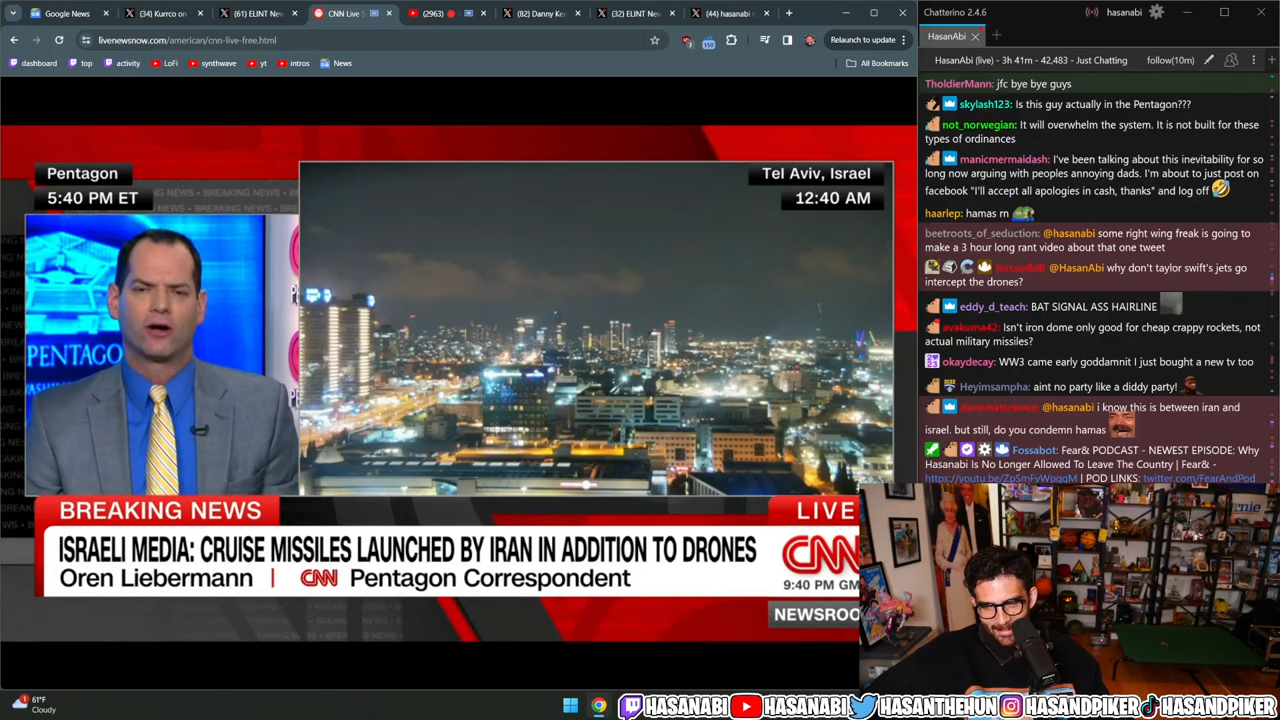 Google News
(34) Kurrco on
(61) ELINT New
CNN Live S
(2963)
(82) Danny Ke
(32) ELINT New
(44) hasanabi
livenewsnow.com/american/cnn-live-free.html
Relaunch to update
dashboard
top
activity
LoFi
synthwave
yt
intros
News
All Bookmarks
Pentagon
5:40 PM ET
Tel Aviv, Israel
12:40 AM
PENTAGO
BREAKING NEWS
LIVE
ISRAELI MEDIA: CRUISE MISSILES LAUNCHED BY IRAN IN ADDITION TO DRONES
Oren Liebermann | CNN Pentagon Correspondent
CNN
9:40 PM GM
NEWSROO
Chatterino 2.4.6
hasanabi
HasanAbi
HasanAbi (live) - 3h 41m - 42,483 - Just Chatting
follow(10m)
TholdierMann: jfc bye bye guys
skylash123: Is this guy actually in the Pentagon???
not_norwegian: It will overwhelm the system. It is not built for these
types of ordinances
manicmermaidash: I've been talking about this inevitability for so
long now arguing with peoples annoying dads. I'm about to just post on
facebook "I'll accept all apologies in cash, thanks" and log off
haarlep: hamas rn
beetroots_of_seduction: @hasanabi some right wing freak is going to
make a 3 hour long rant video about that one tweet
@HasanAbi why don't taylor swift's jets go
intercept the drones?
eddy_d_teach: BAT SIGNAL ASS HAIRLINE
avakuma42: Isn't iron dome only good for cheap crappy rockets, not
actual military missiles?
okaydecay: WW3 came early goddamnit I just bought a new tv too
Heyimsampha: aint no party like a diddy party!
@hasanabi i know this is between iran and
israel. but still, do you condemn hamas
Fossabot: Fear& PODCAST - NEWEST EPISODE: Why
Hasanabi Is No Longer Allowed To Leave The Country | Fear& -
https://youtu.be/ZpSmFyWpqgM | POD LINKS: twitter.com/FearAndPod
61°F
Cloudy
HASANABI
HASANABI
HASANTHEHUN
HASANDPIKER
HASANDPIKER